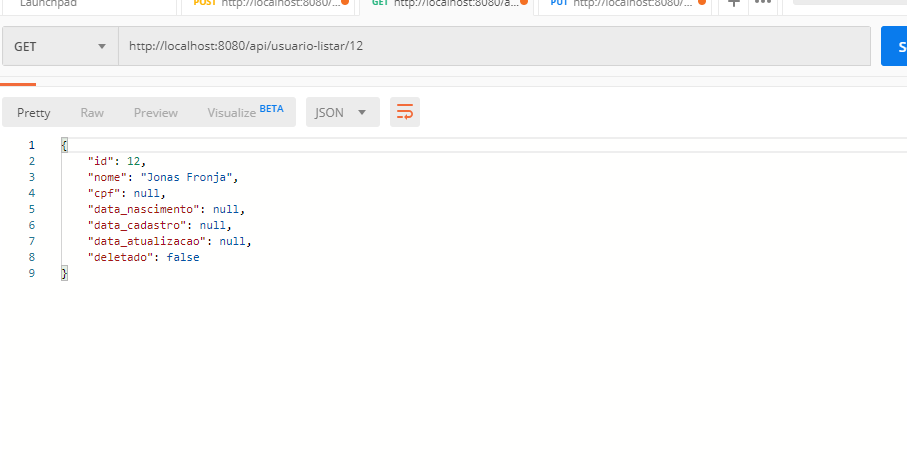 Launchpad POST http://localhost:8080/... GET http://localhost:8080/a... PUT http://localhost:8080/... + •••
GET http://localhost:8080/api/usuario-listar/12 S
Pretty Raw Preview Visualize BETA JSON
1 {
2 "id": 12,
3 "nome": "Jonas Fronja",
4 "cpf": null,
5 "data_nascimento": null,
6 "data_cadastro": null,
7 "data_atualizacao": null,
8 "deletado": false
9 }